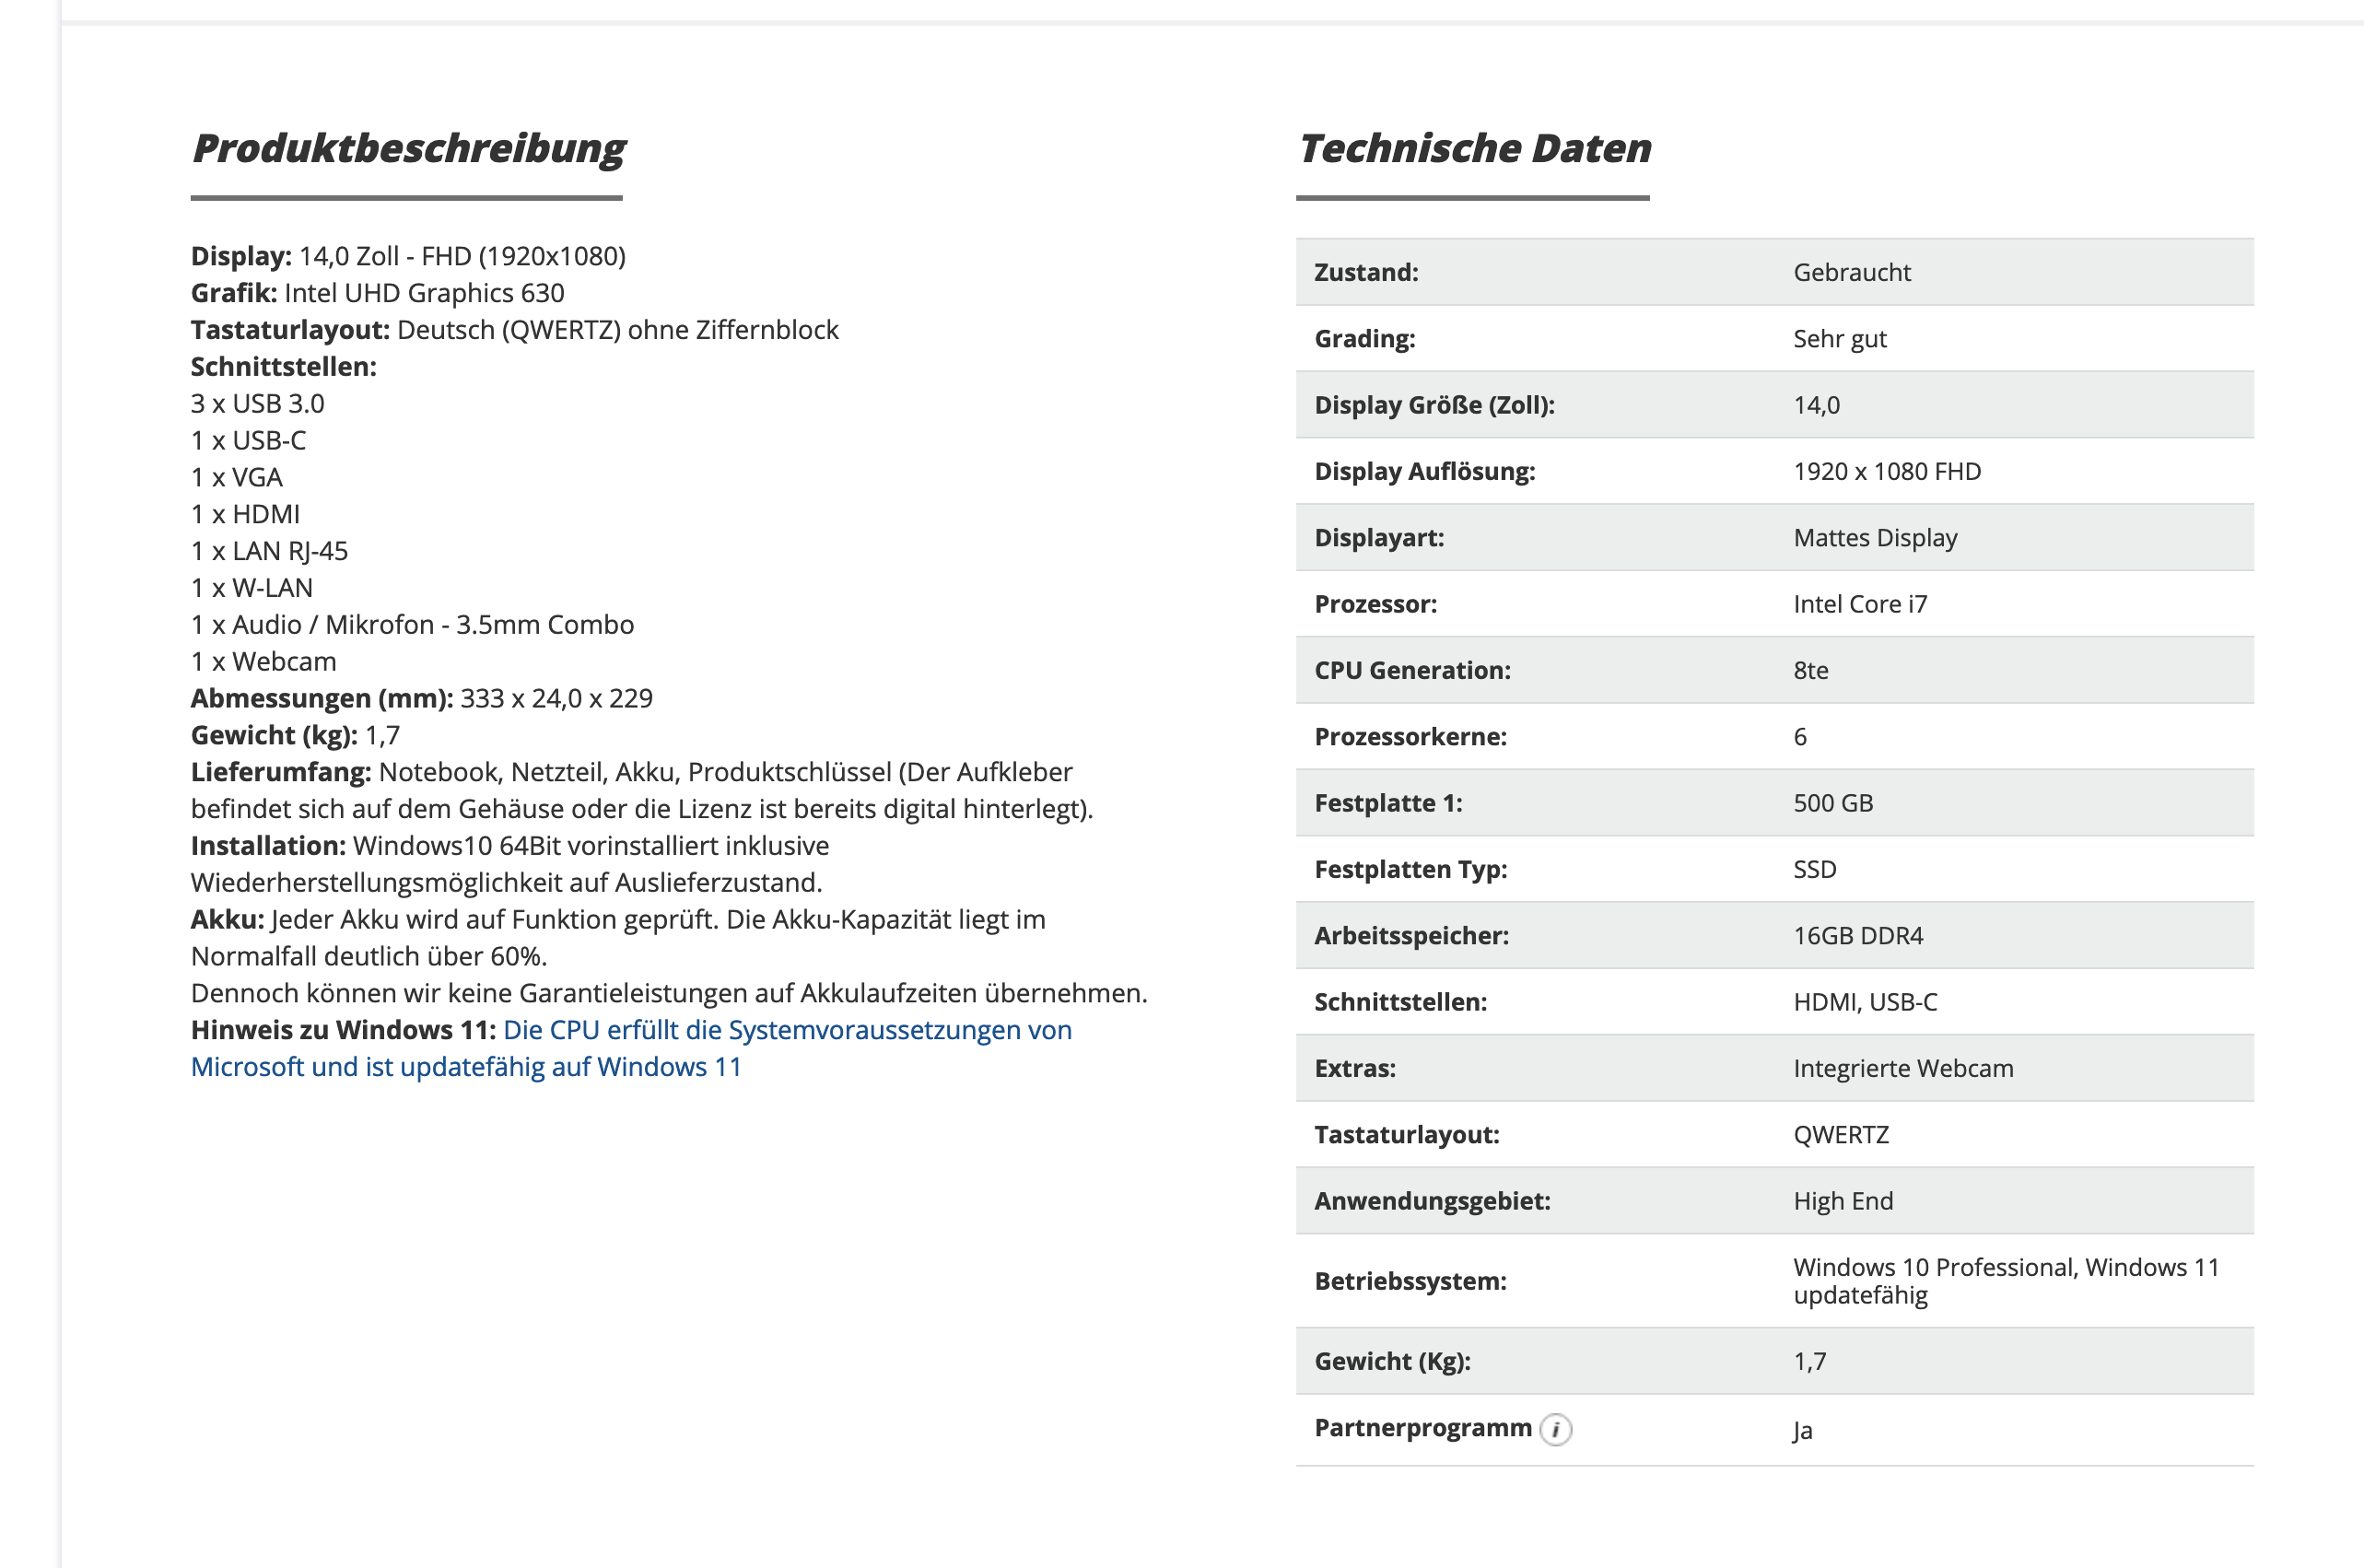 Produktbeschreibung
Display: 14,0 Zoll - FHD (1920x1080)
Grafik: Intel UHD Graphics 630
Tastaturlayout: Deutsch (QWERTZ) ohne Ziffernblock
Schnittstellen:
3 x USB 3.0
1 x USB-C
1 x VGA
1 x HDMI
1 x LAN RJ-45
1 x W-LAN
1 x Audio / Mikrofon - 3.5mm Combo
1 x Webcam
Abmessungen (mm): 333 x 24,0 x 229
Gewicht (kg): 1,7
Lieferumfang: Notebook, Netzteil, Akku, Produktschlüssel (Der Aufkleber
befindet sich auf dem Gehäuse oder die Lizenz ist bereits digital hinterlegt).
Installation: Windows10 64Bit vorinstalliert inklusive
Wiederherstellungsmöglichkeit auf Auslieferzustand.
Akku: Jeder Akku wird auf Funktion geprüft. Die Akku-Kapazität liegt im
Normalfall deutlich über 60%.
Dennoch können wir keine Garantieleistungen auf Akkulaufzeiten übernehmen.
Hinweis zu Windows 11: Die CPU erfüllt die Systemvoraussetzungen von
Microsoft und ist updatefähig auf Windows 11
Technische Daten
Zustand: Gebraucht
Grading: Sehr gut
Display Größe (Zoll): 14,0
Display Auflösung: 1920 x 1080 FHD
Displayart: Mattes Display
Prozessor: Intel Core i7
CPU Generation: 8te
Prozessorkerne: 6
Festplatte 1: 500 GB
Festplatten Typ: SSD
Arbeitsspeicher: 16GB DDR4
Schnittstellen: HDMI, USB-C
Extras: Integrierte Webcam
Tastaturlayout: QWERTZ
Anwendungsgebiet: High End
Betriebssystem: Windows 10 Professional, Windows 11
updatefähig
Gewicht (Kg): 1,7
Partnerprogramm i Ja